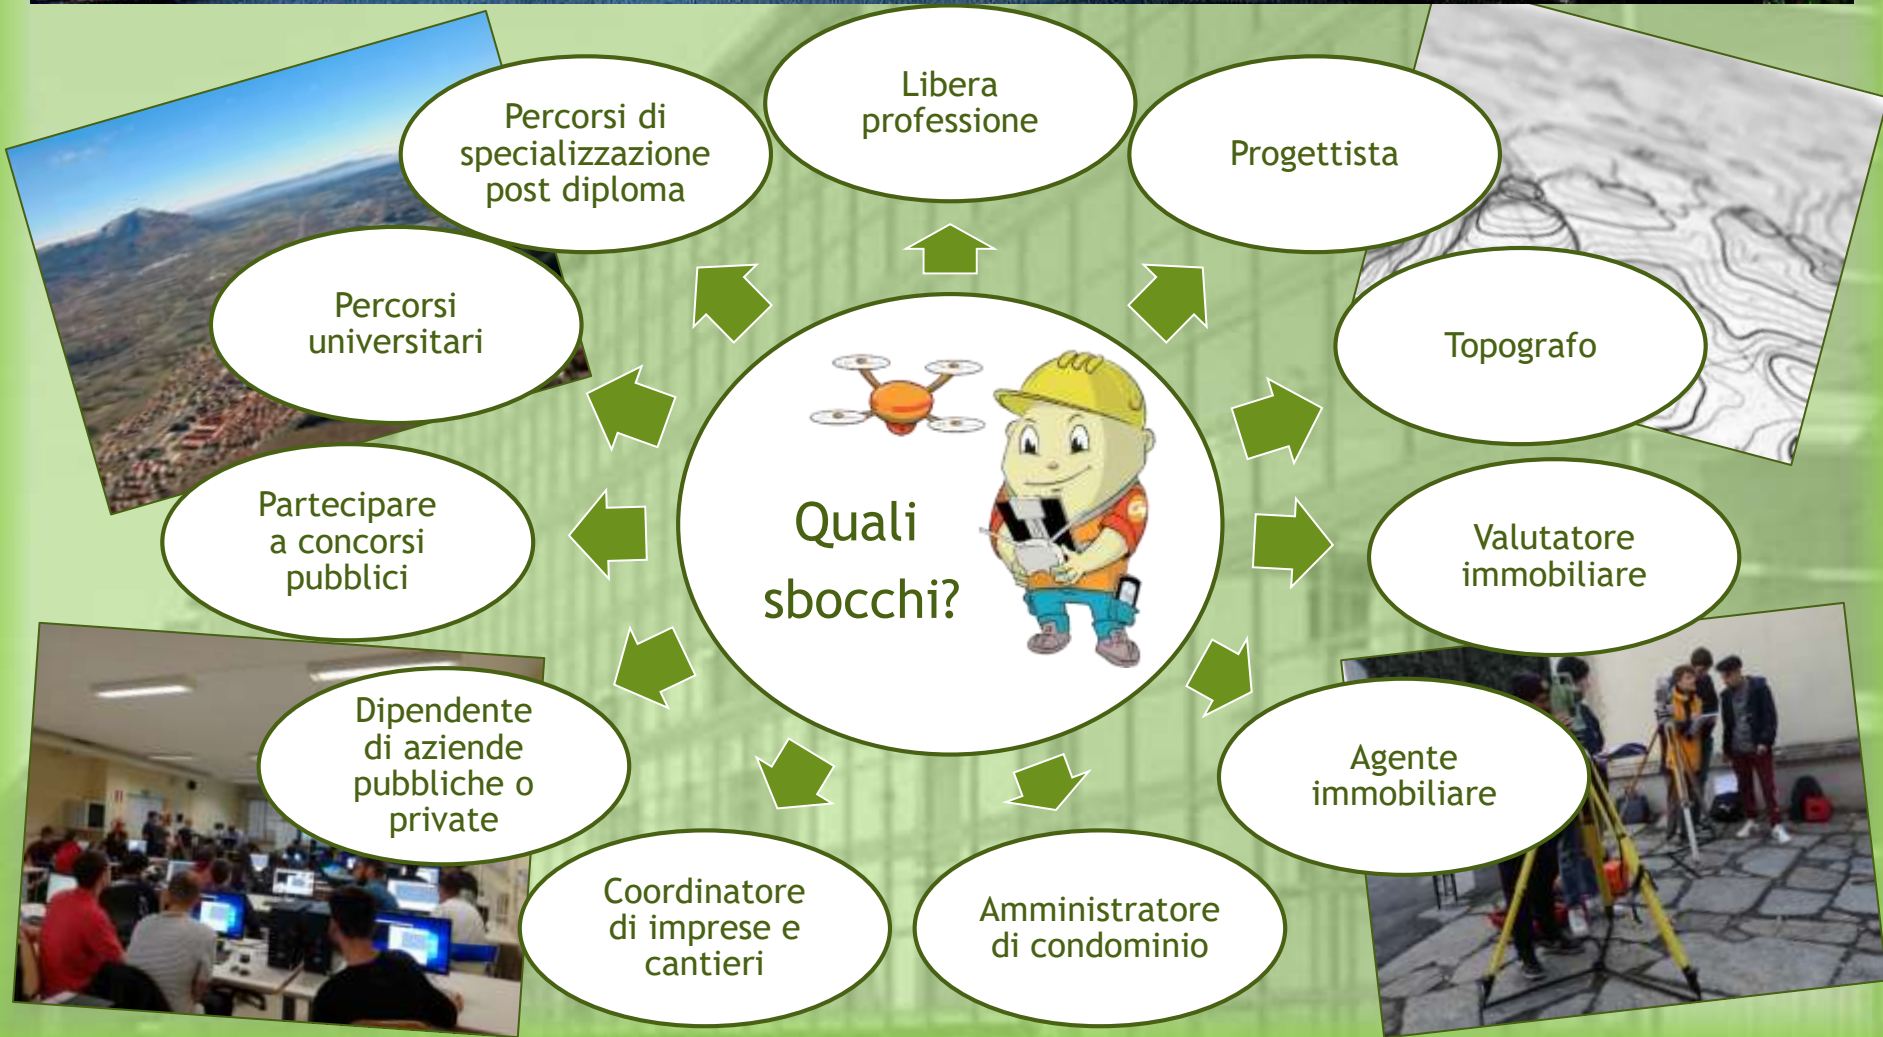 Libera
professione
Progettista
Topografo
Valutatore
immobiliare
Agente
immobiliare
Amministratore
di condominio
Coordinatore
di imprese e
cantieri
Dipendente
di aziende
pubbliche o
private
Partecipare
a concorsi
pubblici
Percorsi
universitari
Percorsi di
specializzazione
post diploma
Quali
sbocchi?